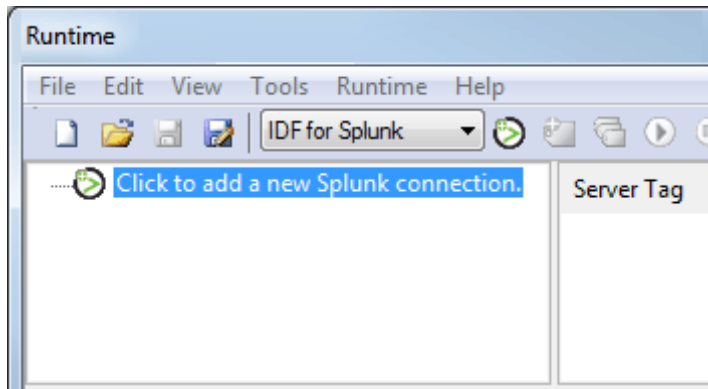 Runtime
File Edit View Tools Runtime Help
IDF for Splunk
Click to add a new Splunk connection.
Server Tag